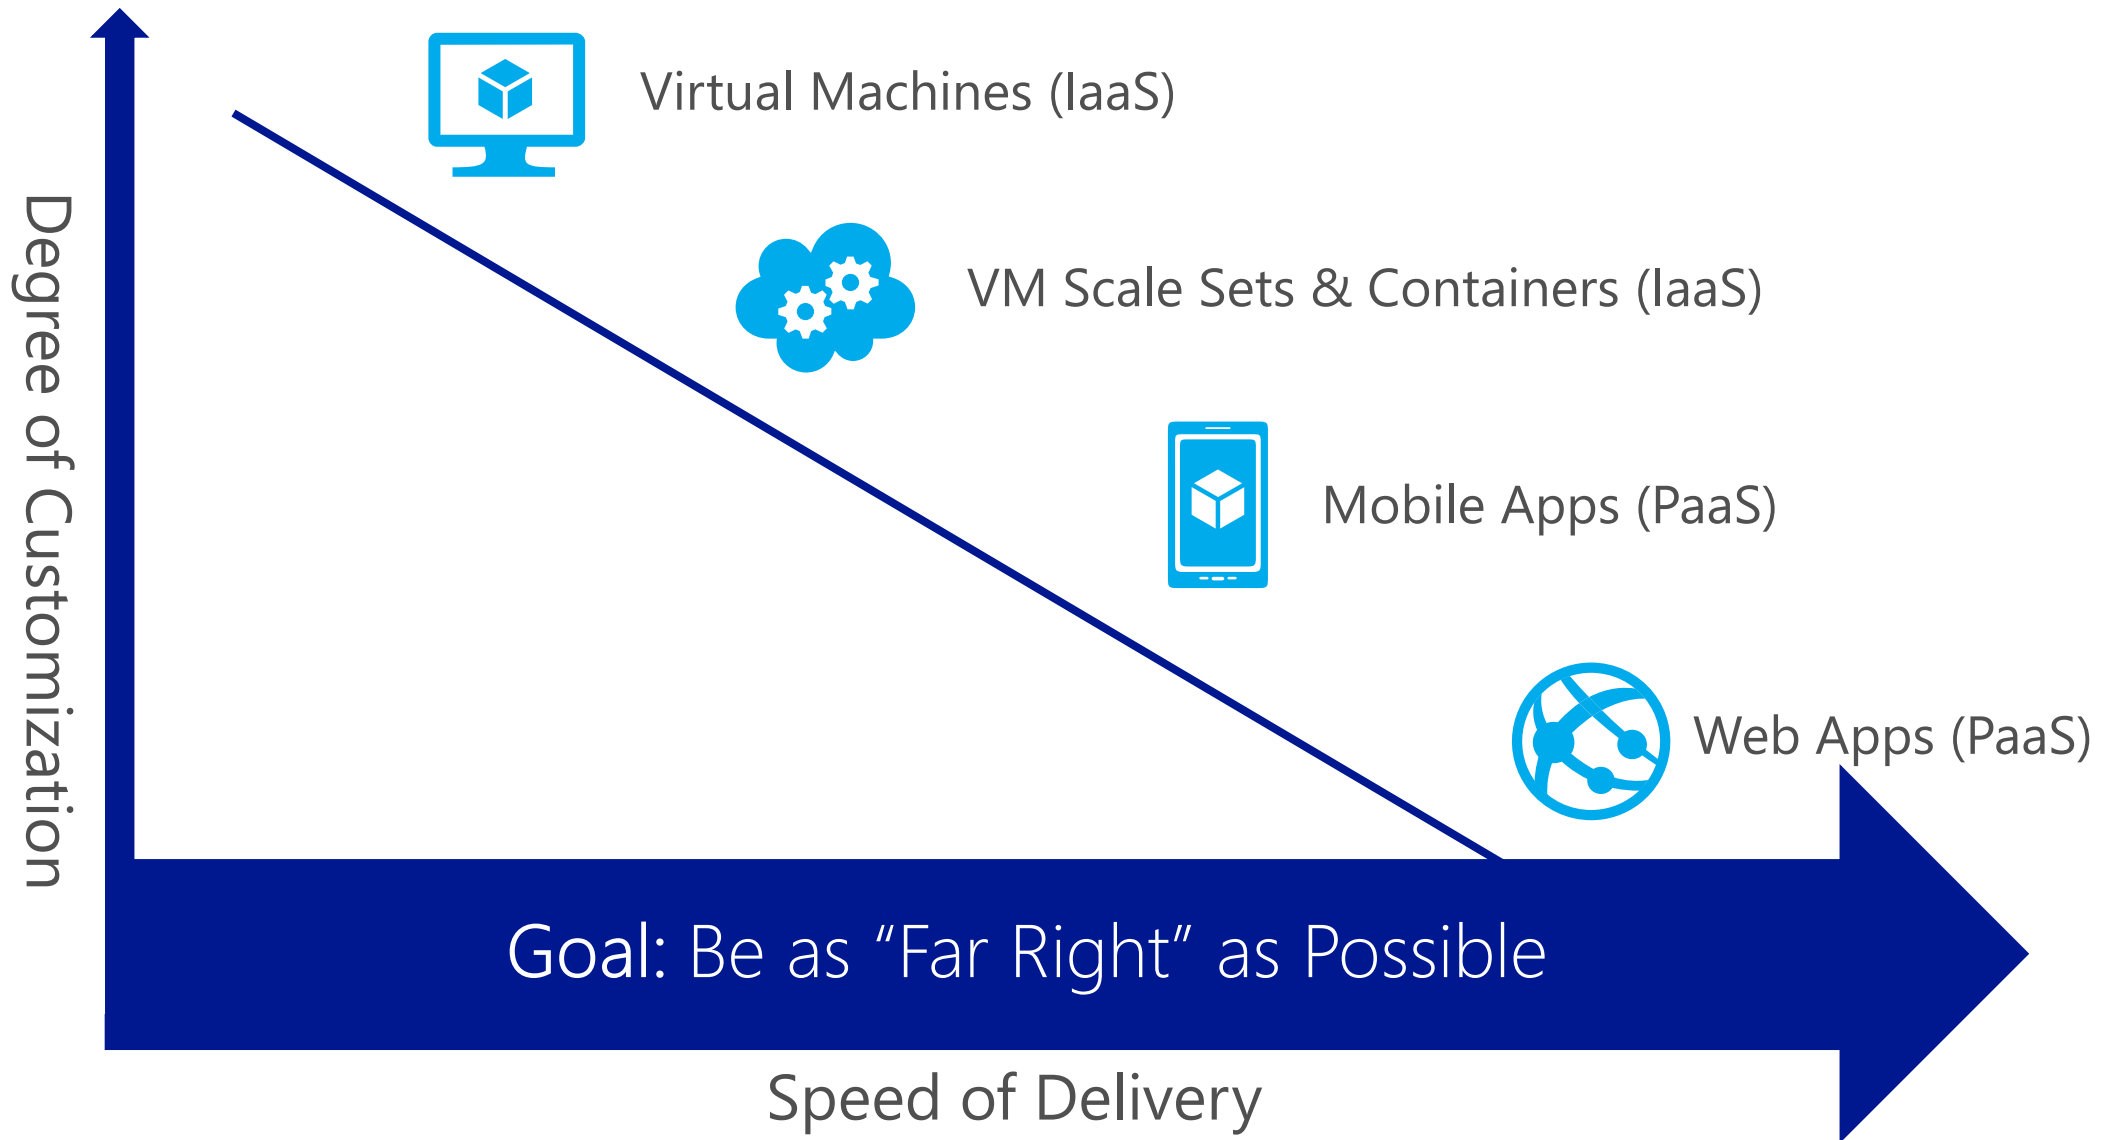 Virtual Machines (IaaS)
VM Scale Sets & Containers (IaaS)
Mobile Apps (PaaS)
Web Apps (PaaS)
Degree of Customization
Goal: Be as “Far Right” as Possible
Speed of Delivery